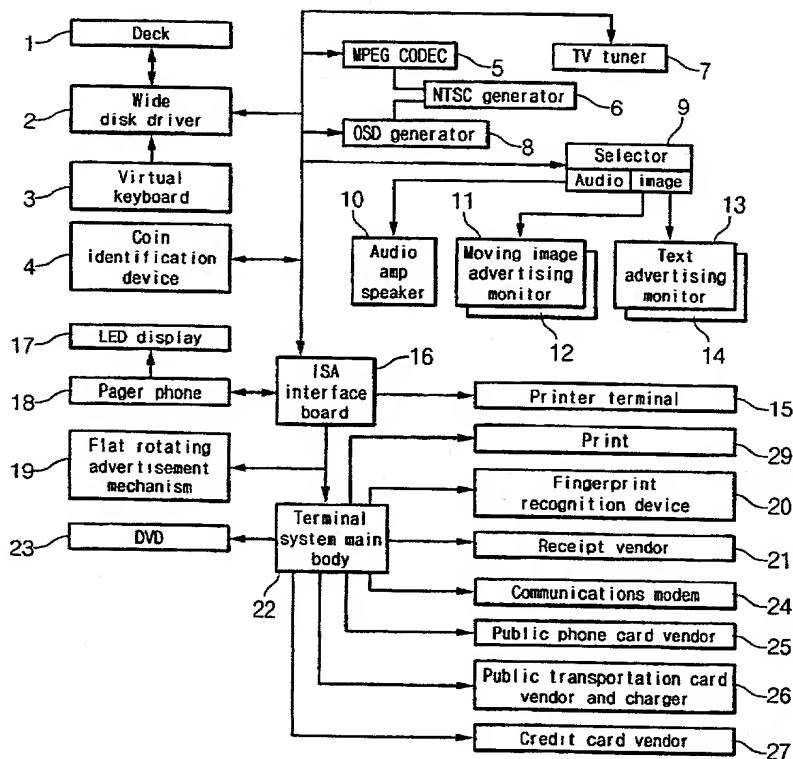 1
Deck
2
Wide
disk driver
3
Virtual
keyboard
4
Coin
identification
device
MPEG CODEC
5
TV tuner
7
NTSC generator
6
OSD generator
8
9
Selector
Audio image
10
Audio
amp
speaker
11
Moving image
advertising
monitor
12
13
Text
advertising
monitor
14
17
LED display
18
Pager phone
16
ISA
interface
board
Printer terminal
15
Print
29
19
Flat rotating
advertisement
mechanism
Fingerprint
recognition device
20
23
DVD
Terminal
system main
body
22
Receipt vendor
21
Communications modem
24
Public phone card vendor
25
Public transportation card
vendor and charger
26
Credit card vendor
27